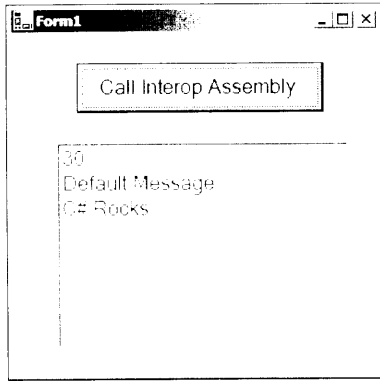 Form1
Call Interop Assembly
30
Default Message
C# Rocks